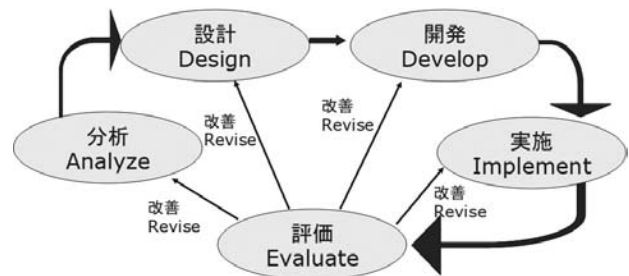 設計
Design
開発
Develop
分析
Analyze
改善
Revise
改善
Revise
実施
Implement
改善
Revise
改善
Revise
評価
Evaluate